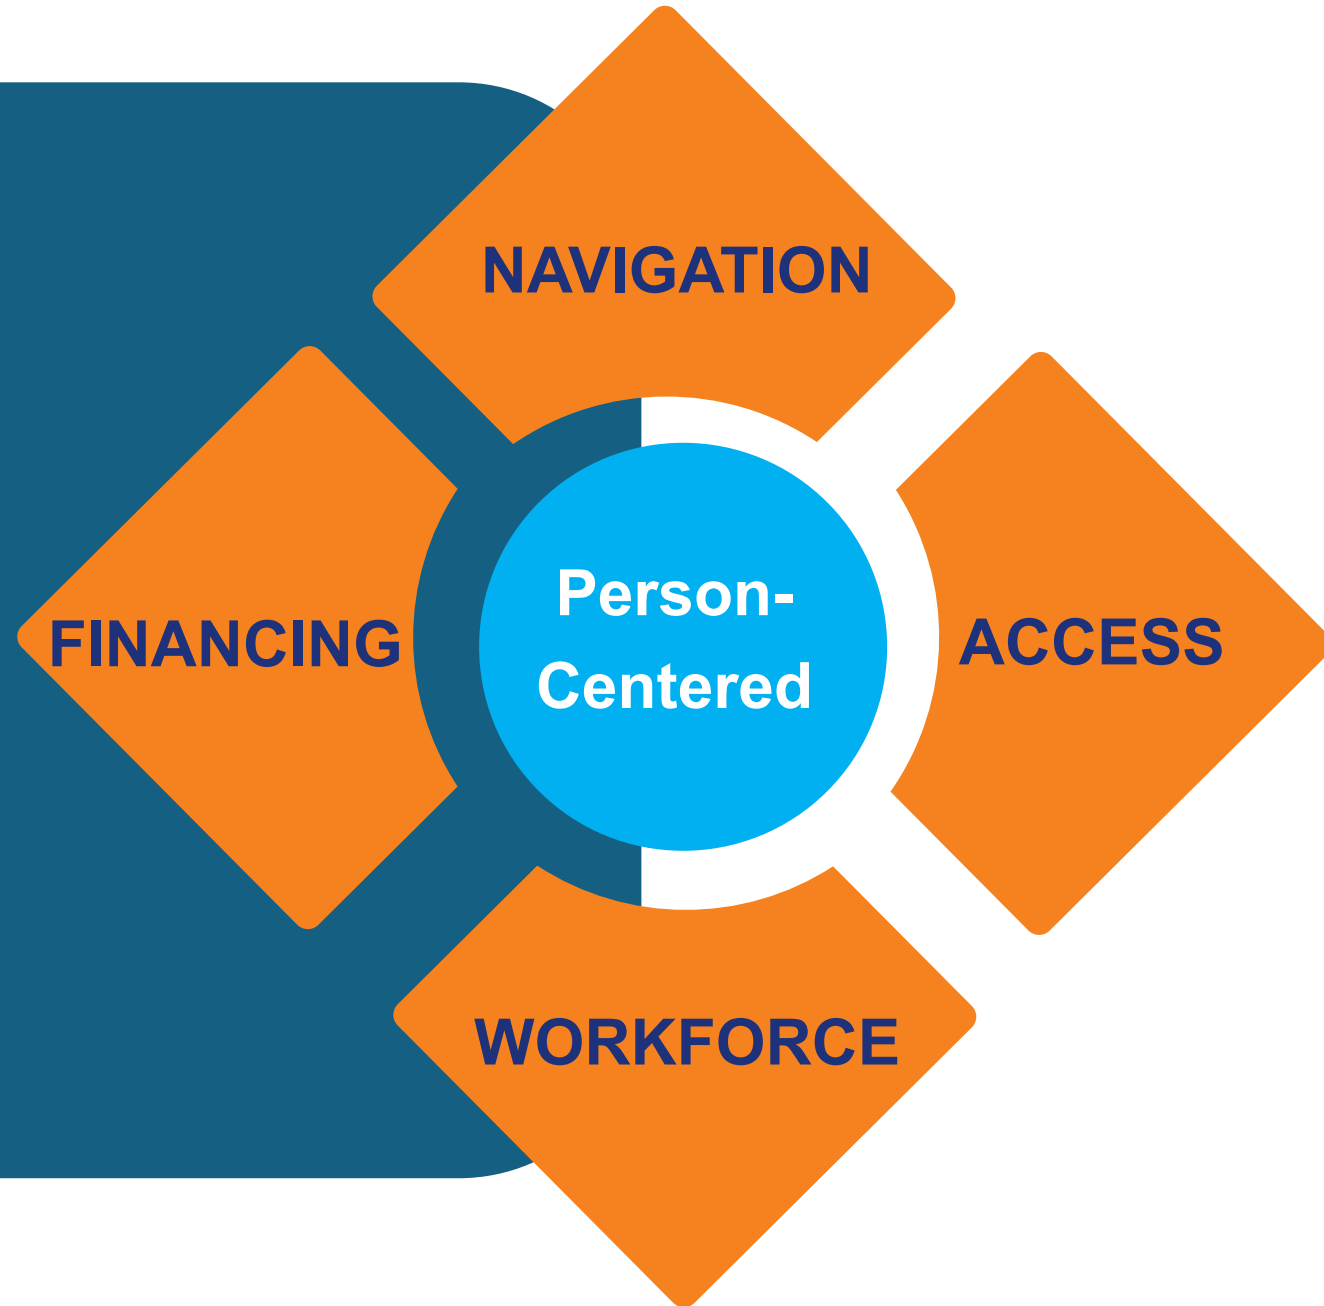 NAVIGATION
Person-
Centered
FINANCING
ACCESS
WORKFORCE